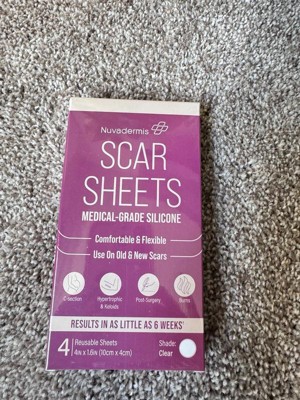 Nuvadermis
SCAR
SHEETS
MEDICAL-GRADE SILICONE
Comfortable & Flexible
Use On Old & New Scars
C-section
Hypertrophic
& Keloids
Post-Surgery
Burns
RESULTS IN AS LITTLE AS 6 WEEKS
4 Reusable Sheets
4IN x 1.6IN (10cm x 4cm)
Shade:
Clear